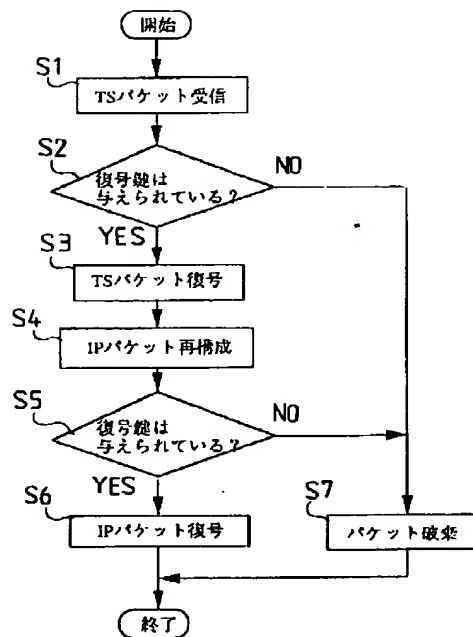 開始
S1
TSパケット受信
S2
復号鍵は
与えられている?
NO
YES
S3
TSパケット復号
S4
IPパケット再構成
S5
復号鍵は
与えられている?
NO
YES
S6
IPパケット復号
S7
パケット破棄
終了